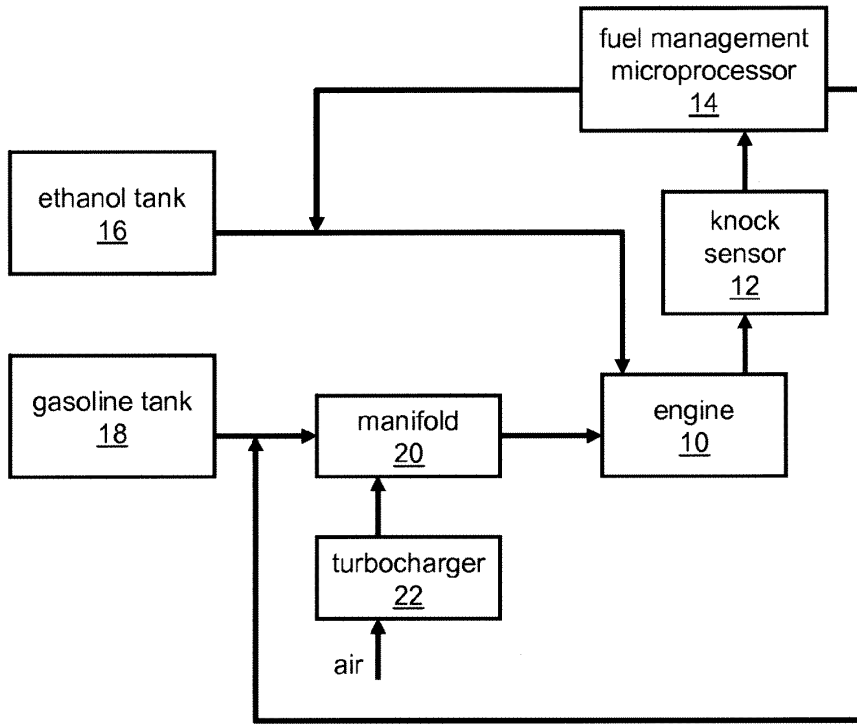 fuel management
microprocessor
14
ethanol tank
16
knock
sensor
12
gasoline tank
18
manifold
20
engine
10
turbocharger
22
air